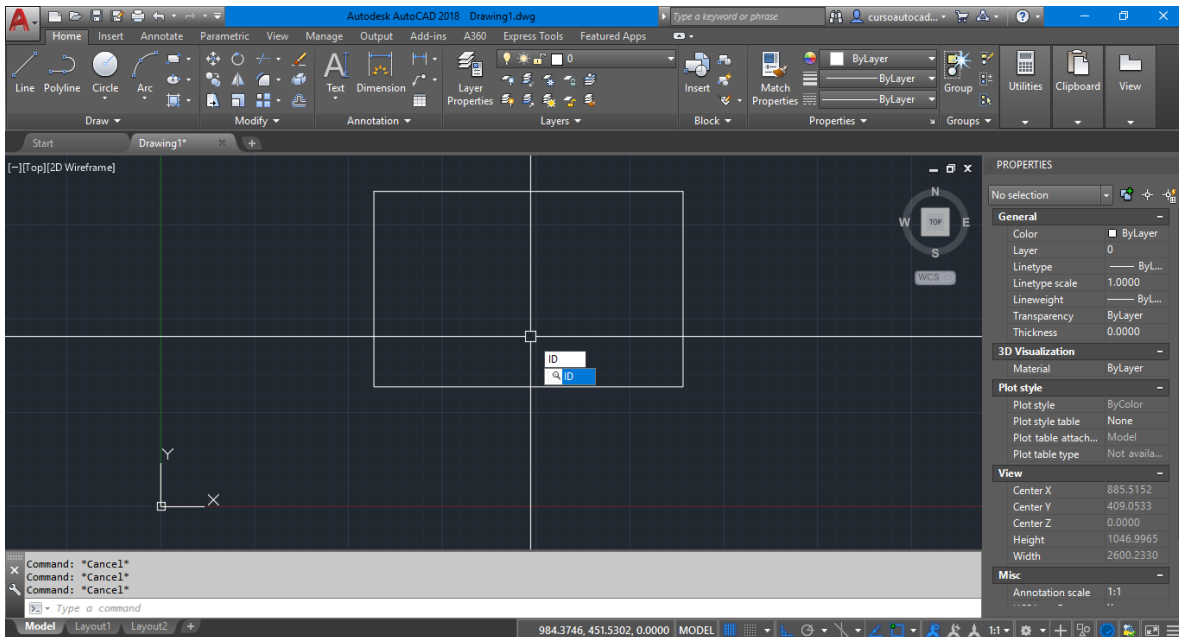 Autodesk AutoCAD 2018 Drawing1.dwg
Type a keyword or phrase
cursoautocad...
Home Insert Annotate Parametric View Manage Output Add-ins A360 Express Tools Featured Apps
Line Polyline Circle Arc
Text Dimension
Layer Properties
0
Insert
Match Properties
ByLayer
ByLayer
ByLayer
Group
Utilities
Clipboard
View
Draw Modify Annotation Layers Block Properties Groups
Start Drawing1*
[−][Top][2D Wireframe]
N
W TOP E
S
WCS
ID
ID
Y
X
PROPERTIES
No selection
General
Color ByLayer
Layer 0
Linetype ByL...
Linetype scale 1.0000
Lineweight ByL...
Transparency ByLayer
Thickness 0.0000
3D Visualization
Material ByLayer
Plot style
Plot style ByColor
Plot style table None
Plot table attach... Model
Plot table type Not availa...
View
Center X 885.5152
Center Y 409.0533
Center Z 0.0000
Height 1046.9965
Width 2600.2330
Misc
Annotation scale 1:1
Command: *Cancel*
Command: *Cancel*
Command: *Cancel*
Type a command
Model Layout1 Layout2
984.3746, 451.5302, 0.0000 MODEL 1:1